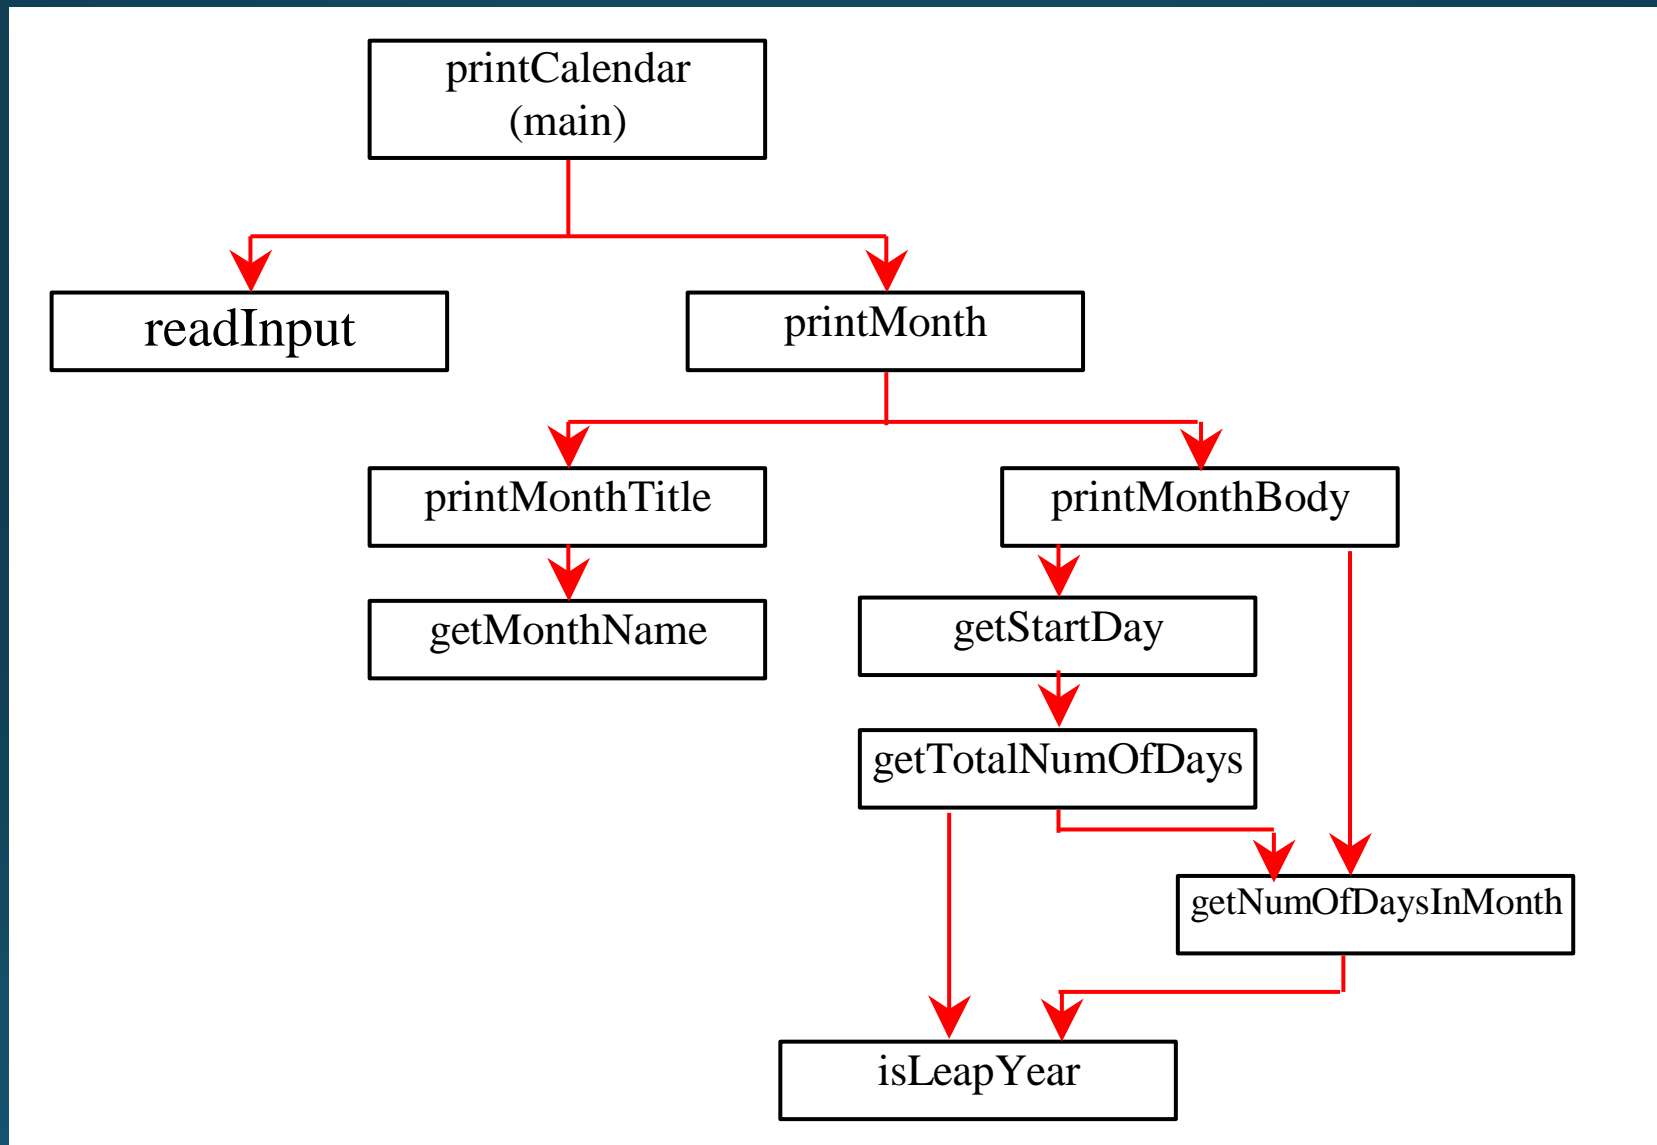 printCalendar
(main)
readInput
printMonth
printMonthTitle
printMonthBody
getMonthName
getStartDay
getTotalNumOfDays
getNumOfDaysInMonth
isLeapYear